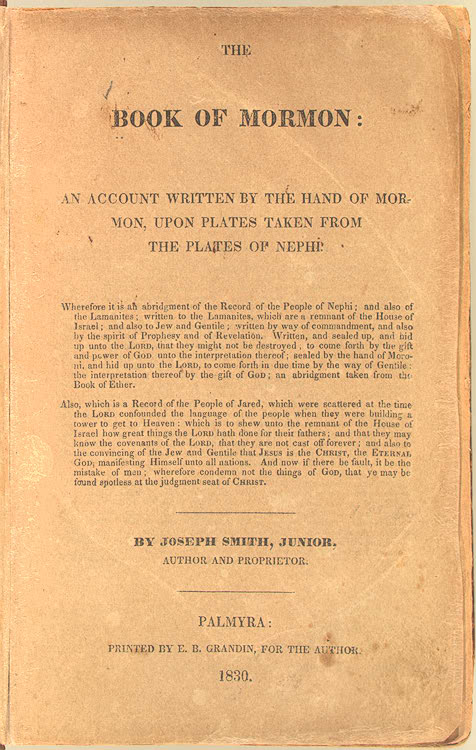 THE
BOOK OF MORMON:
AN ACCOUNT WRITTEN BY THE HAND OF MOR-
MON, UPON PLATES TAKEN FROM
THE PLATES OF NEPHI.
Wherefore it is an abridgment of the Record of the People of Nephi; and also of
the Lamanites; written to the Lamanites, which are a remnant of the House of
Israel; and also to Jew and Gentile; written by way of commandment, and also
by the spirit of Prophesy and of Revelation. Written, and sealed up, and hid
up unto the LORD, that they might not be destroyed; to come forth by the gift
and power of GOD unto the interpretation thereof; sealed by the hand of Moro-
ni, and hid up unto the LORD, to come forth in due time by the way of Gentile;
the interpretation thereof by the gift of GOD; an abridgment taken from the
Book of Ether.
Also, which is a Record of the People of Jared, which were scattered at the time
the LORD confounded the language of the people when they were building a
tower to get to Heaven: which is to shew unto the remnant of the House of
Israel how great things the LORD hath done for their fathers; and that they may
know the covenants of the LORD, that they are not cast off forever; and also to
the convincing of the Jew and Gentile that JESUS is the CHRIST, the ETERNAL
GOD, manifesting Himself unto all nations. And now if there be fault, it be the
mistake of men; wherefore condemn not the things of GOD, that ye may be
found spotless at the judgment seat of CHRIST.
BY JOSEPH SMITH, JUNIOR.
AUTHOR AND PROPRIETOR.
PALMYRA:
PRINTED BY E. B. GRANDIN, FOR THE AUTHOR.
1830.